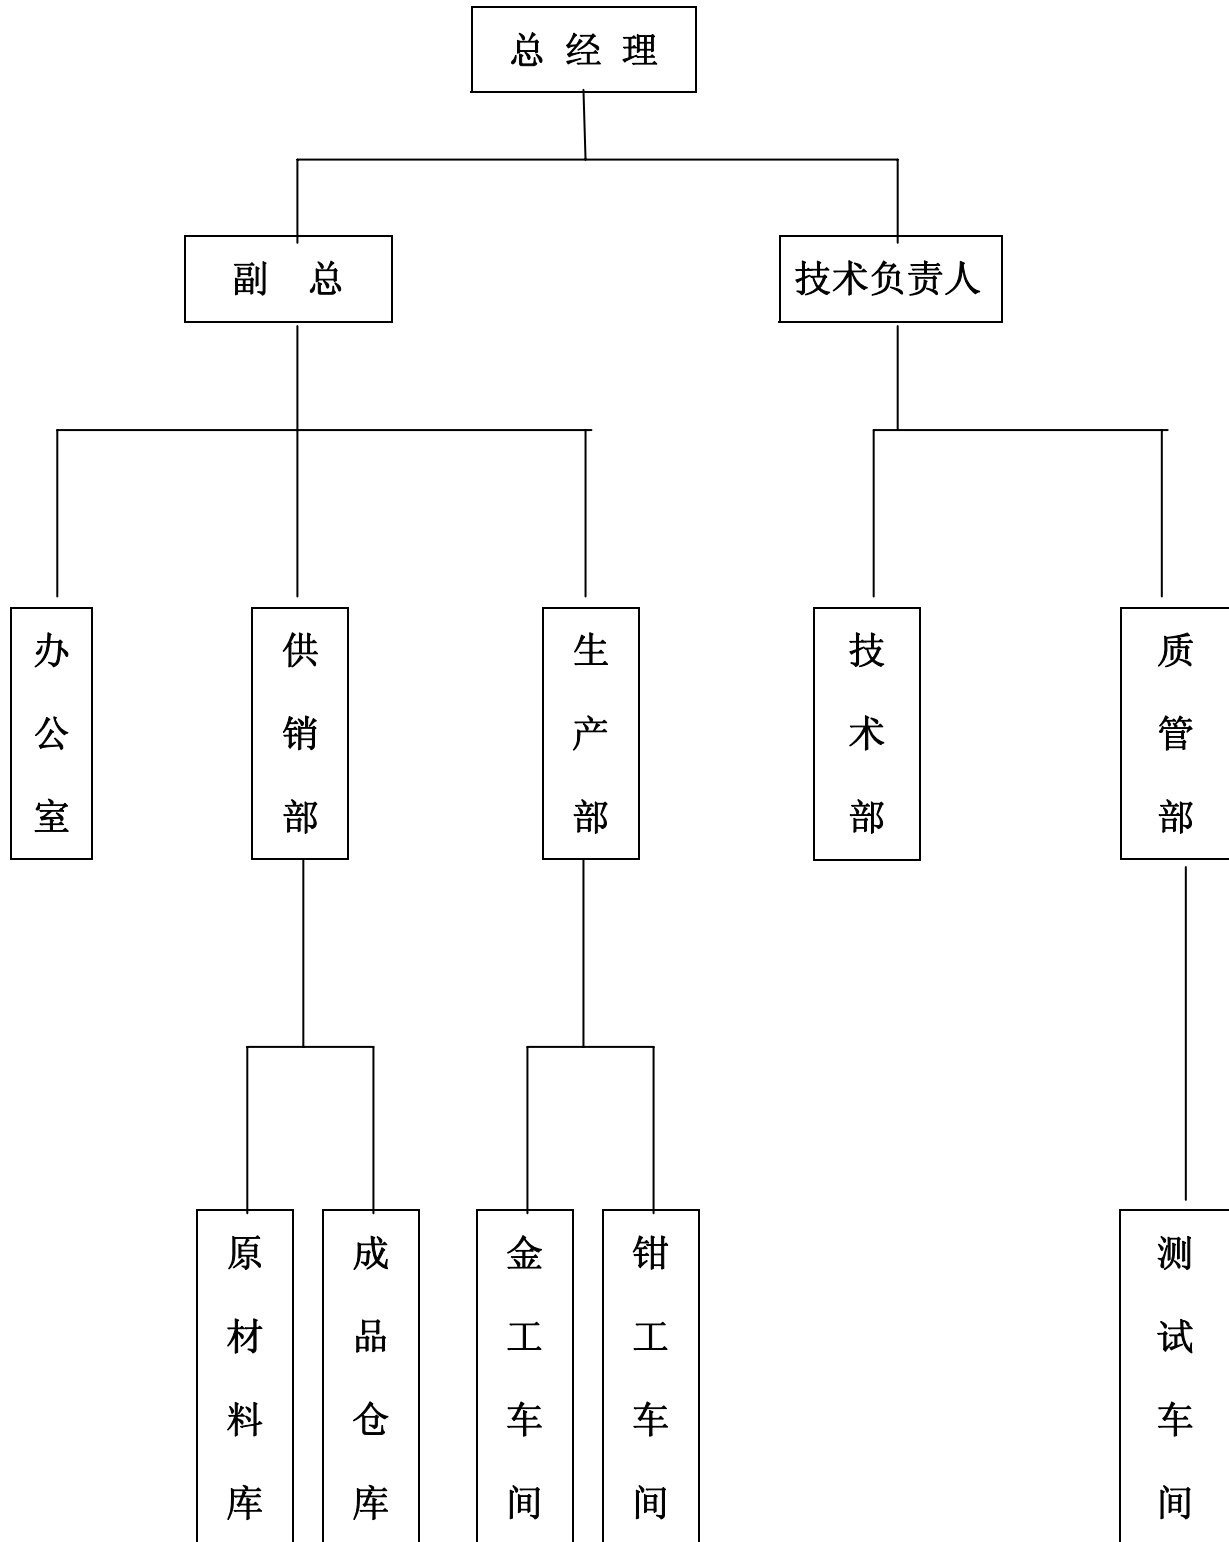 总经理
副总
技术负责人
办公室
供销部
生产部
技术部
质管部
原材料库
成品仓库
金工车间
钳工车间
测试车间